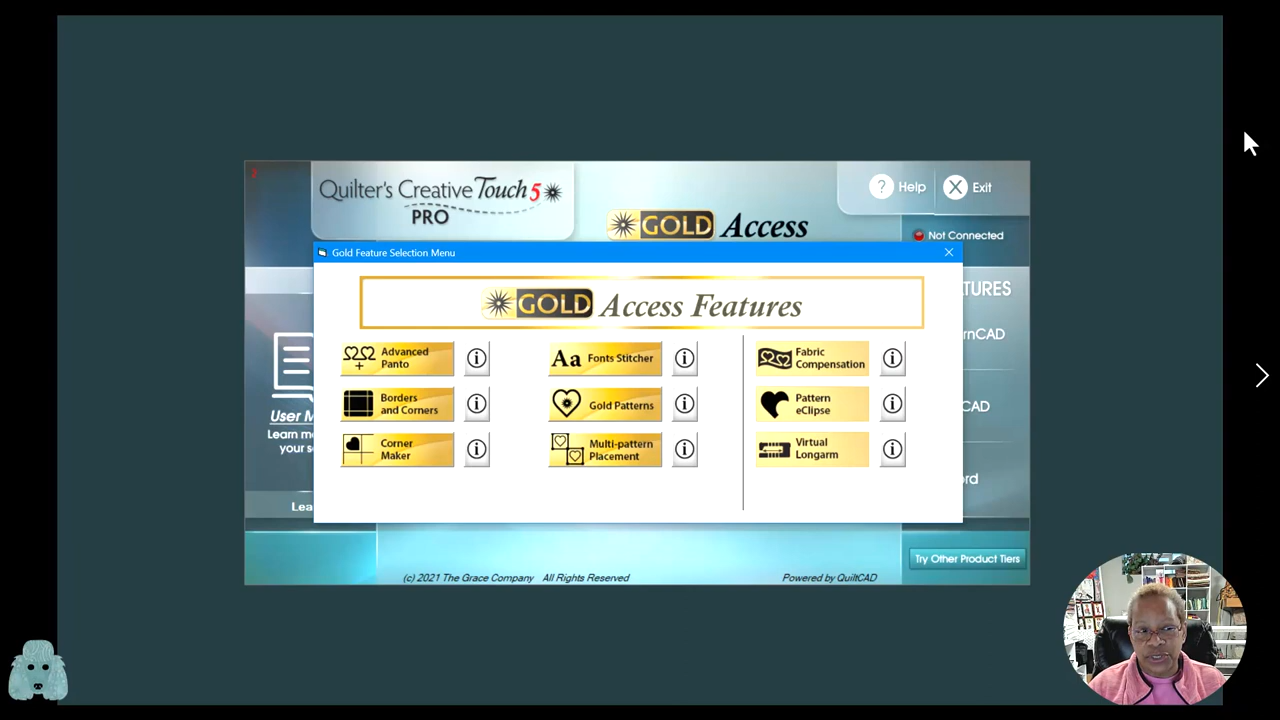 2
Quilter's Creative Touch 5
PRO
GOLD Access
? Help
X Exit
Not Connected
Gold Feature Selection Menu
GOLD Access Features
Advanced
Panto
Aa Fonts Stitcher
Fabric
Compensation
Borders
and Corners
Gold Patterns
Pattern
eClipse
Corner
Maker
Multi-pattern
Placement
Virtual
Longarm
TURES
rnCAD
CAD
rd
User M
Learn m
your s
Lea
Try Other Product Tiers
(c) 2021 The Grace Company All Rights Reserved
Powered by QuiltCAD